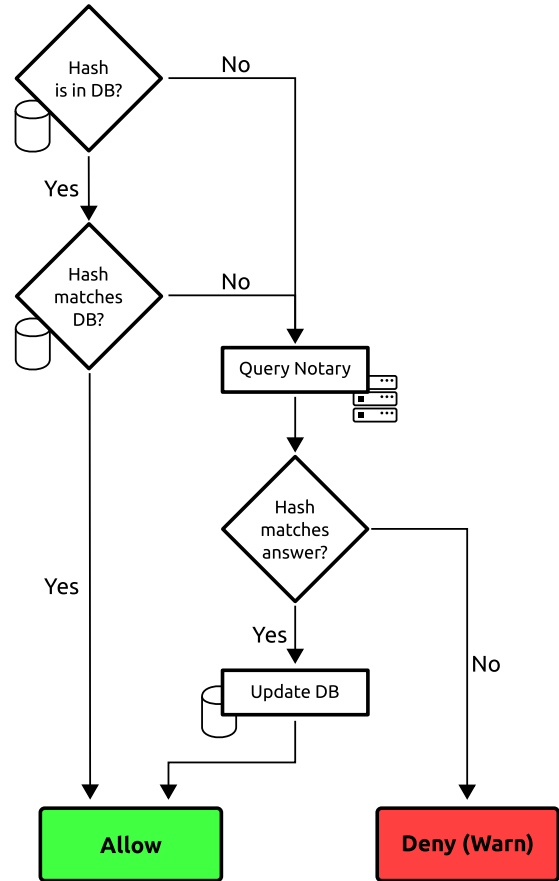 Hash
is in DB?
No
Yes
Hash
matches
DB?
No
Query Notary
Hash
matches
answer?
Yes
Yes
No
Update DB
Allow
Deny (Warn)